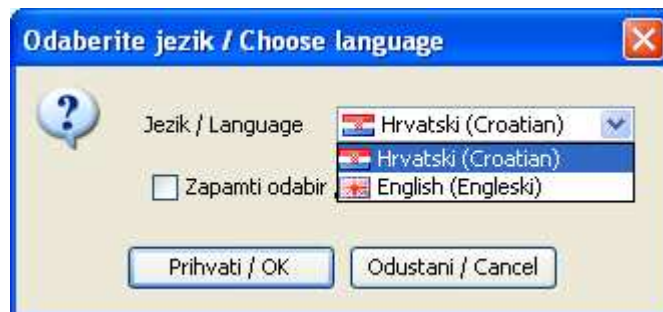 Odaberite jezik / Choose language
Jezik / Language Hrvatski (Croatian)
Hrvatski (Croatian)
Zapamti odabir English (Engleski)
Prihvati / OK Odustani / Cancel